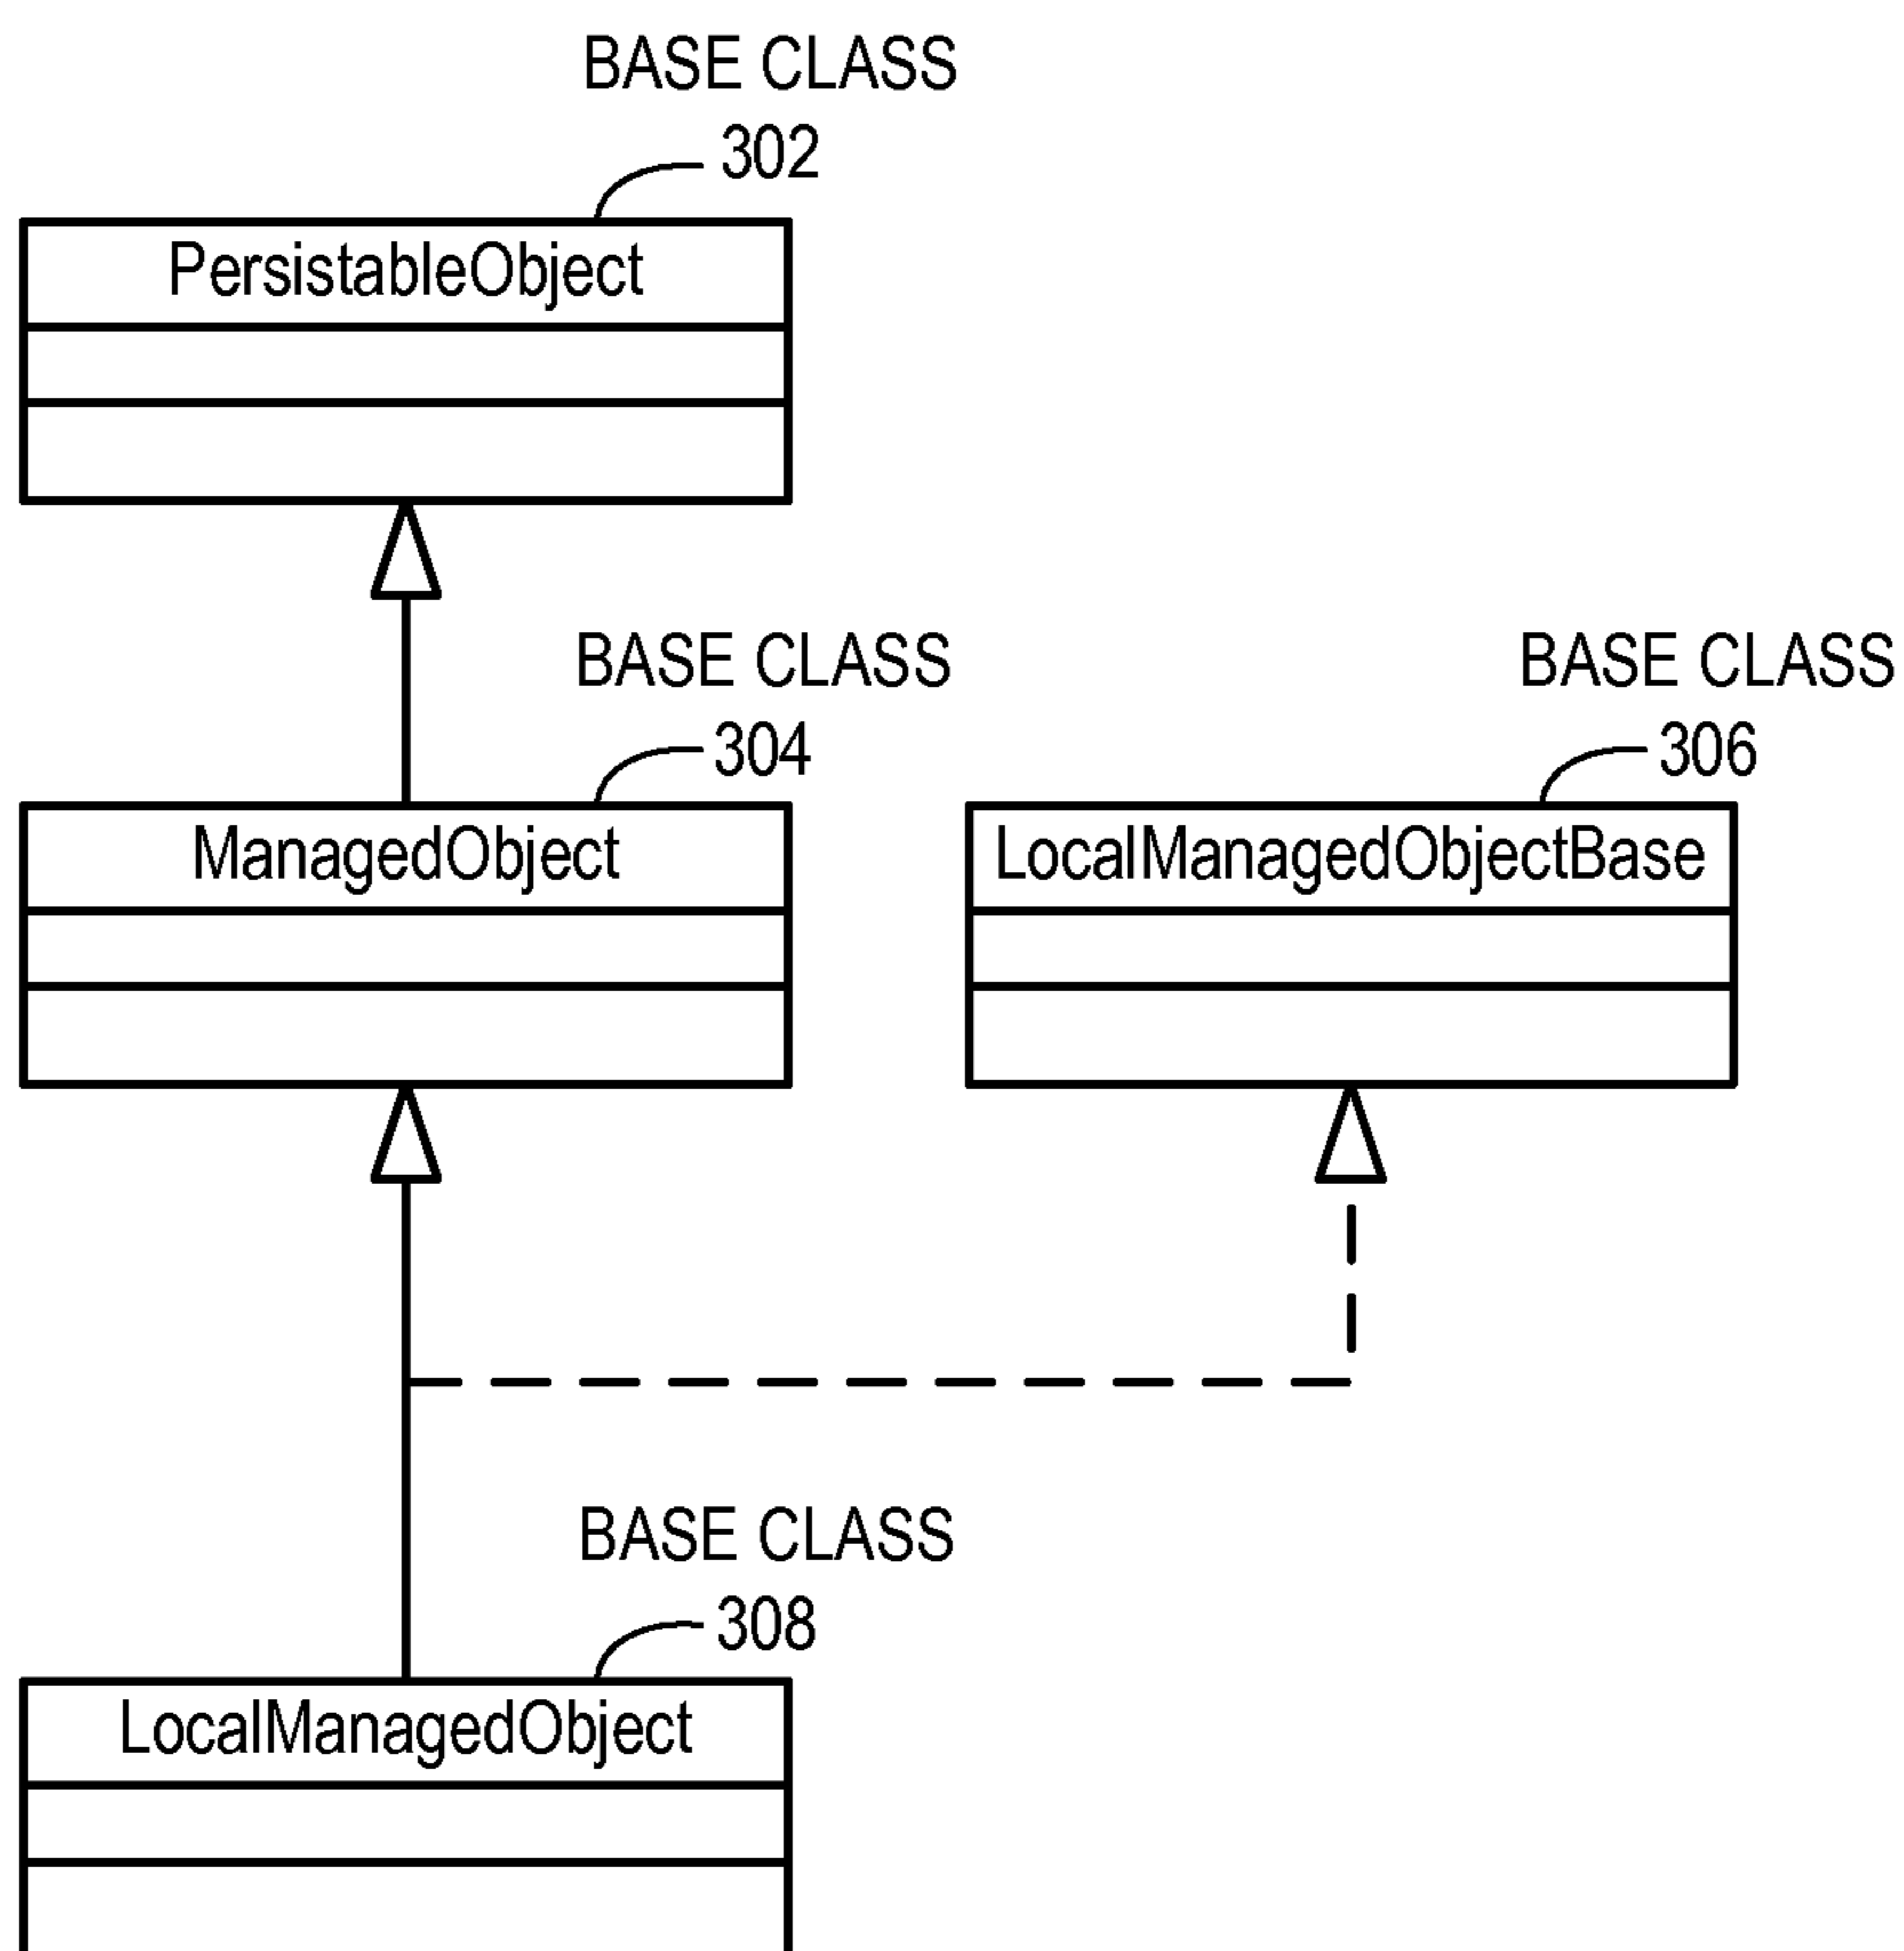 BASE CLASS
302
PersistableObject
BASE CLASS
304
ManagedObject
BASE CLASS
306
LocalManagedObjectBase
BASE CLASS
308
LocalManagedObject